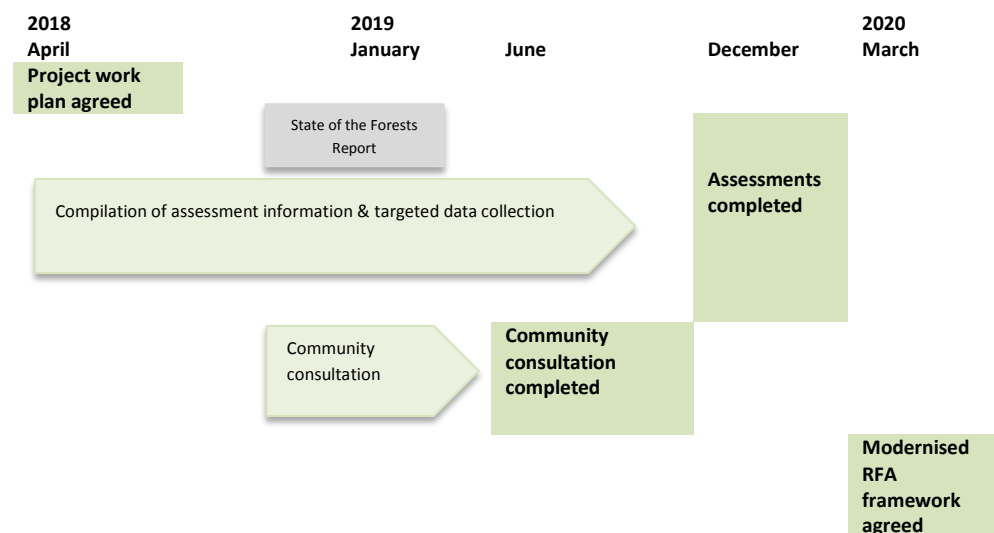 2018
2019
2020
April
January
June
December
March
Project work
plan agreed
State of the Forests
Report
Compilation of assessment information & targeted data collection
Assessments
completed
Community
consultation
Community
consultation
completed
Modernised
RFA
framework
agreed